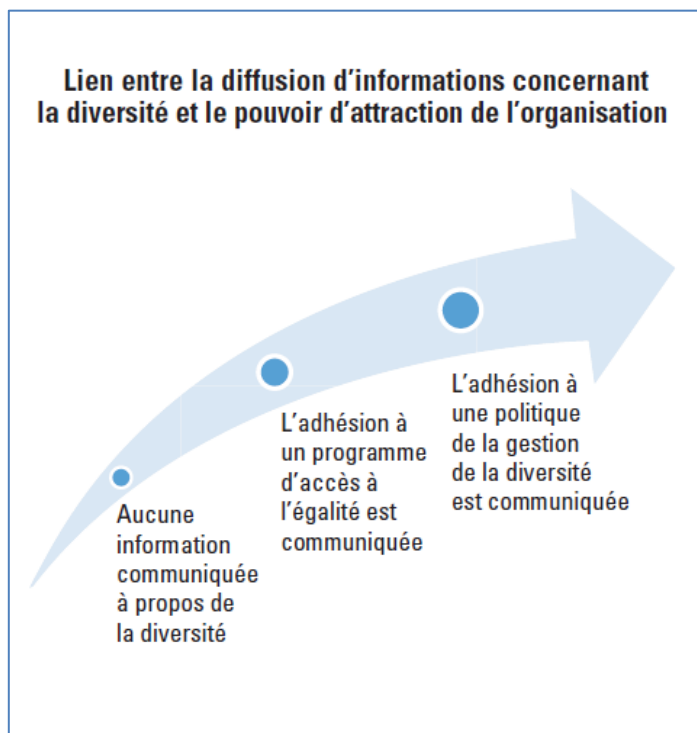 Lien entre la diffusion d’informations concernant
la diversité et le pouvoir d’attraction de l’organisation
Aucune
information
communiquée
à propos de
la diversité
L’adhésion à
un programme
d’accès à
l’égalité est
communiquée
L’adhésion à
une politique
de la gestion
de la diversité
est communiquée